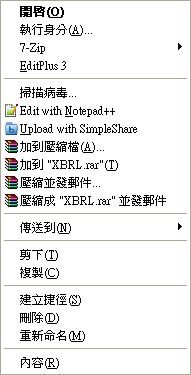 開啓(O)
執行身分(A)...
7-Zip
EditPlus 3
掃描病毒...
Edit with Notepad++
Upload with SimpleShare
加到壓縮檔(A)...
加到 "XBRL.rar"(T)
壓縮並發郵件...
壓縮成 "XBRL.rar" 並發郵件
傳送到(N)
剪下(T)
複製(C)
建立捷徑(S)
刪除(D)
重新命名(M)
內容(R)